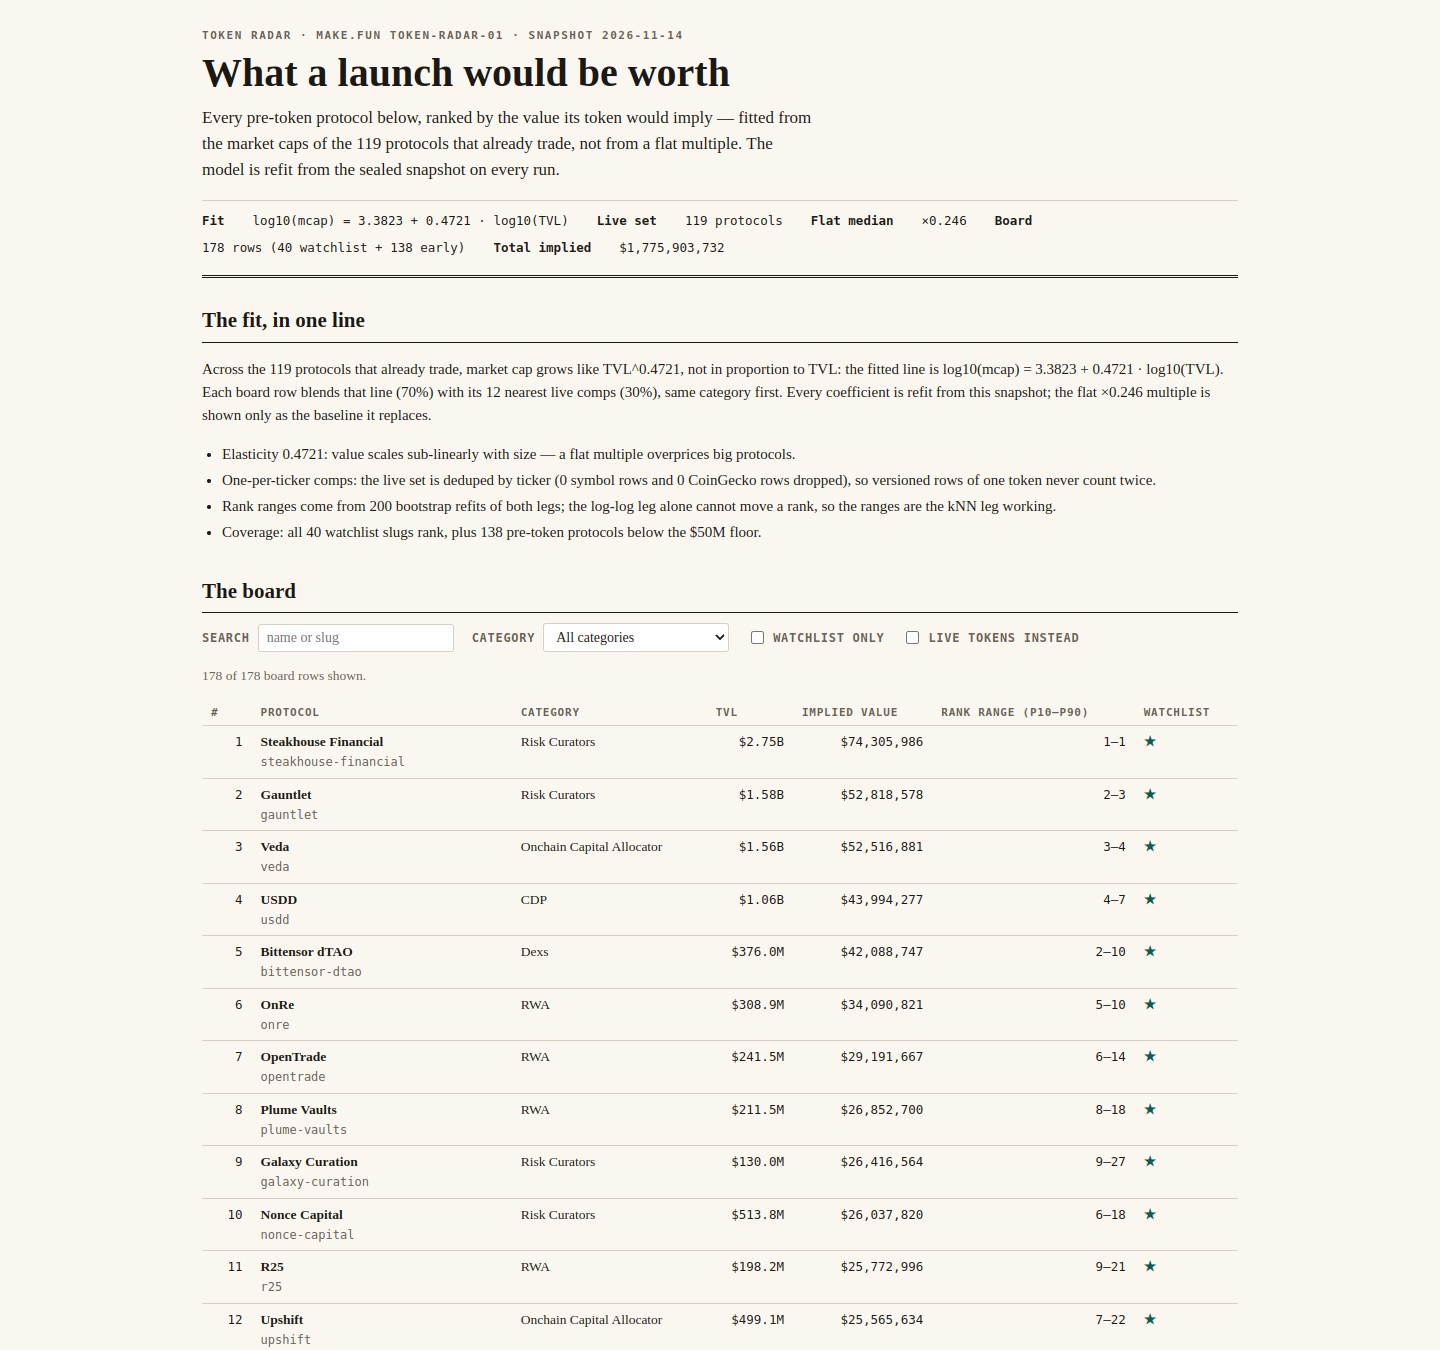 TOKEN RADAR · MAKE.FUN TOKEN-RADAR-01 · SNAPSHOT 2026-11-14
What a launch would be worth
Every pre-token protocol below, ranked by the value its token would imply — fitted from
the market caps of the 119 protocols that already trade, not from a flat multiple. The
model is refit from the sealed snapshot on every run.
Fit log10(mcap) = 3.3823 + 0.4721 · log10(TVL) Live set 119 protocols Flat median ×0.246 Board
178 rows (40 watchlist + 138 early) Total implied $1,775,903,732
The fit, in one line
Across the 119 protocols that already trade, market cap grows like TVL^0.4721, not in proportion to TVL: the fitted line is log10(mcap) = 3.3823 + 0.4721 · log10(TVL).
Each board row blends that line (70%) with its 12 nearest live comps (30%), same category first. Every coefficient is refit from this snapshot; the flat ×0.246 multiple is
shown only as the baseline it replaces.
• Elasticity 0.4721: value scales sub-linearly with size — a flat multiple overprices big protocols.
• One-per-ticker comps: the live set is deduped by ticker (0 symbol rows and 0 CoinGecko rows dropped), so versioned rows of one token never count twice.
• Rank ranges come from 200 bootstrap refits of both legs; the log-log leg alone cannot move a rank, so the ranges are the kNN leg working.
• Coverage: all 40 watchlist slugs rank, plus 138 pre-token protocols below the $50M floor.
The board
SEARCH name or slug CATEGORY All categories WATCHLIST ONLY LIVE TOKENS INSTEAD
178 of 178 board rows shown.
# PROTOCOL CATEGORY TVL IMPLIED VALUE RANK RANGE (P10–P90) WATCHLIST
1 Steakhouse Financial Risk Curators $2.75B $74,305,986 1–1 ★
steakhouse-financial
2 Gauntlet Risk Curators $1.58B $52,818,578 2–3 ★
gauntlet
3 Veda Onchain Capital Allocator $1.56B $52,516,881 3–4 ★
veda
4 USDD CDP $1.06B $43,994,277 4–7 ★
usdd
5 Bittensor dTAO Dexs $376.0M $42,088,747 2–10 ★
bittensor-dtao
6 OnRe RWA $308.9M $34,090,821 5–10 ★
onre
7 OpenTrade RWA $241.5M $29,191,667 6–14 ★
opentrade
8 Plume Vaults RWA $211.5M $26,852,700 8–18 ★
plume-vaults
9 Galaxy Curation Risk Curators $130.0M $26,416,564 9–27 ★
galaxy-curation
10 Nonce Capital Risk Curators $513.8M $26,037,820 6–18 ★
nonce-capital
11 R25 RWA $198.2M $25,772,996 9–21 ★
r25
12 Upshift Onchain Capital Allocator $499.1M $25,565,634 7–22 ★
upshift